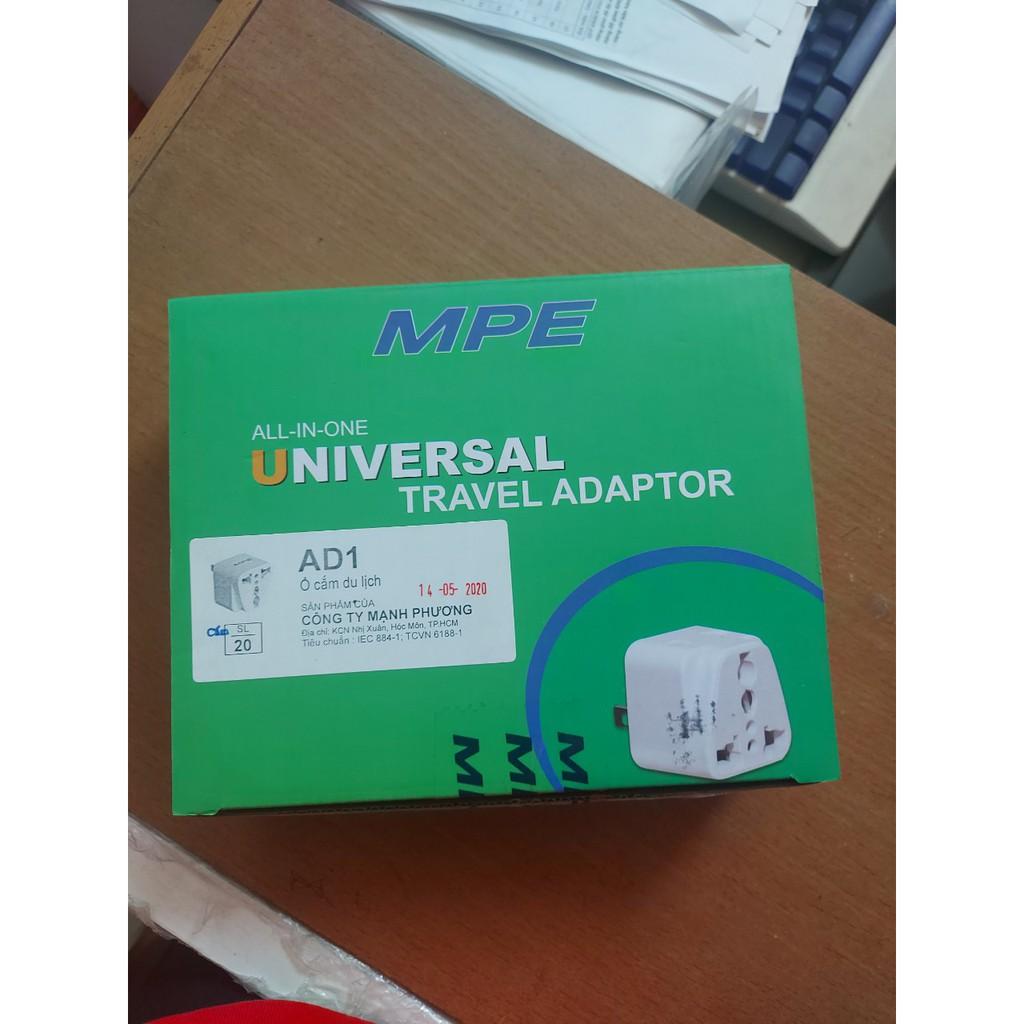 MPE
ALL-IN-ONE
UNIVERSAL
TRAVEL ADAPTOR
AD1
Ổ cắm du lịch
14 -05- 2020
SẢN PHẨM CỦA
CÔNG TY MẠNH PHƯƠNG
Địa chỉ: KCN Nhị Xuân, Hóc Môn, TP.HCM
Tiêu chuẩn : IEC 884-1; TCVN 6188-1
SL
20